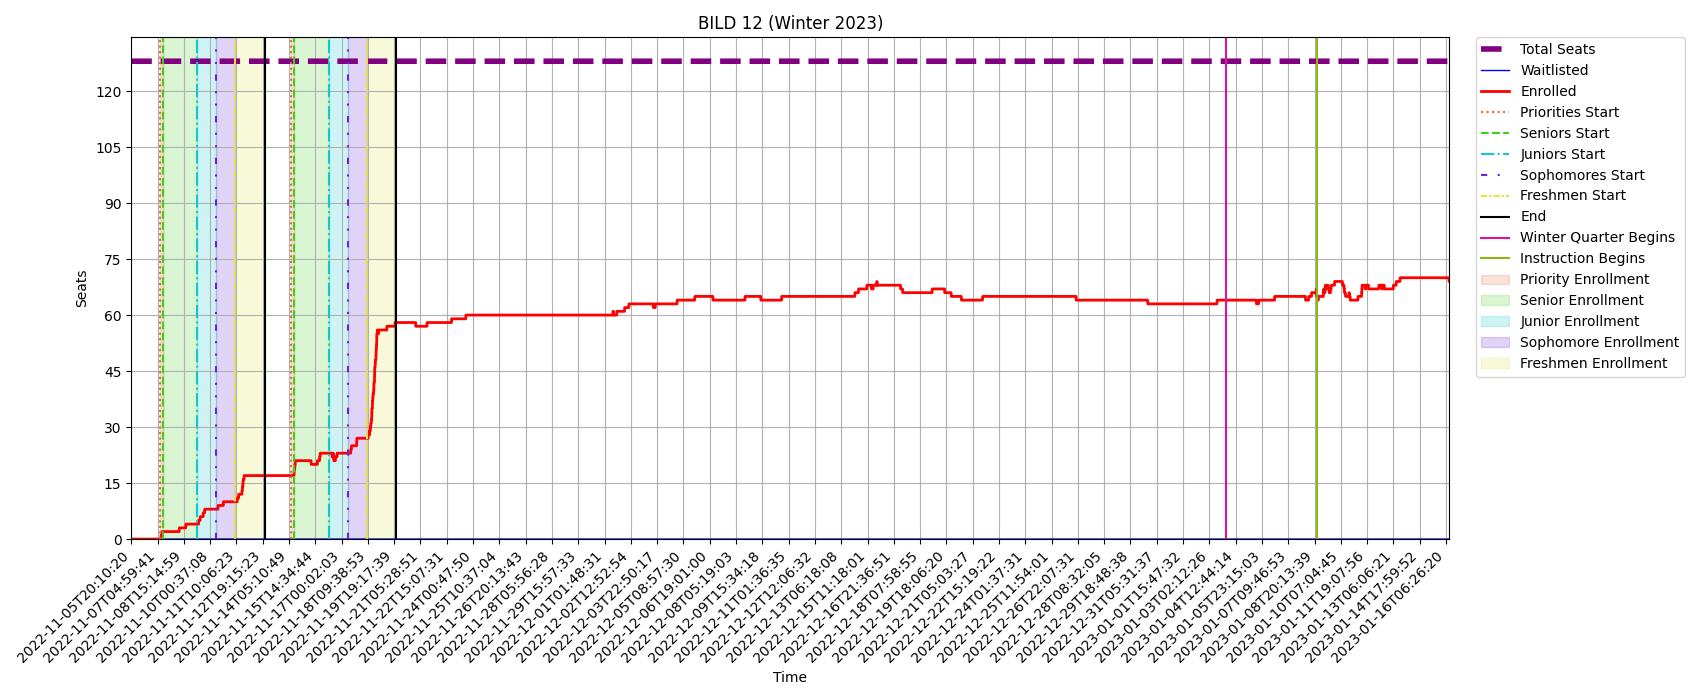 BILD 12 (Winter 2023)
Seats
120
105
90
75
60
45
30
15
0
2022-11-05T20:10:20
2022-11-07T04:59:41
2022-11-08T15:14:59
2022-11-10T00:37:08
2022-11-11T10:06:23
2022-11-12T19:15:23
2022-11-14T05:10:49
2022-11-15T14:34:44
2022-11-17T00:02:03
2022-11-18T09:38:53
2022-11-19T19:17:39
2022-11-21T05:28:51
2022-11-22T15:07:31
2022-11-24T00:47:50
2022-11-25T10:37:04
2022-11-26T20:13:43
2022-11-28T05:56:28
2022-11-29T15:57:33
2022-12-01T01:48:31
2022-12-02T12:52:54
2022-12-03T22:50:17
2022-12-05T08:57:30
2022-12-06T19:01:00
2022-12-08T05:19:03
2022-12-09T15:34:18
2022-12-11T01:36:35
2022-12-12T12:06:32
2022-12-13T16:18:08
2022-12-15T11:18:01
2022-12-16T21:36:51
2022-12-18T07:58:55
2022-12-19T18:06:20
2022-12-21T05:03:27
2022-12-22T15:19:22
2022-12-24T01:37:31
2022-12-25T11:54:01
2022-12-26T22:07:31
2022-12-28T08:32:05
2022-12-29T18:48:38
2022-12-31T05:31:37
2023-01-01T15:47:32
2023-01-03T02:12:26
2023-01-04T12:44:14
2023-01-05T23:15:03
2023-01-07T09:46:53
2023-01-08T20:13:39
2023-01-10T07:04:45
2023-01-11T19:07:56
2023-01-13T06:06:21
2023-01-14T17:59:52
2023-01-16T06:26:20
Time
Total Seats
Waitlisted
Enrolled
Priorities Start
Seniors Start
Juniors Start
Sophomores Start
Freshmen Start
End
Winter Quarter Begins
Instruction Begins
Priority Enrollment
Senior Enrollment
Junior Enrollment
Sophomore Enrollment
Freshmen Enrollment